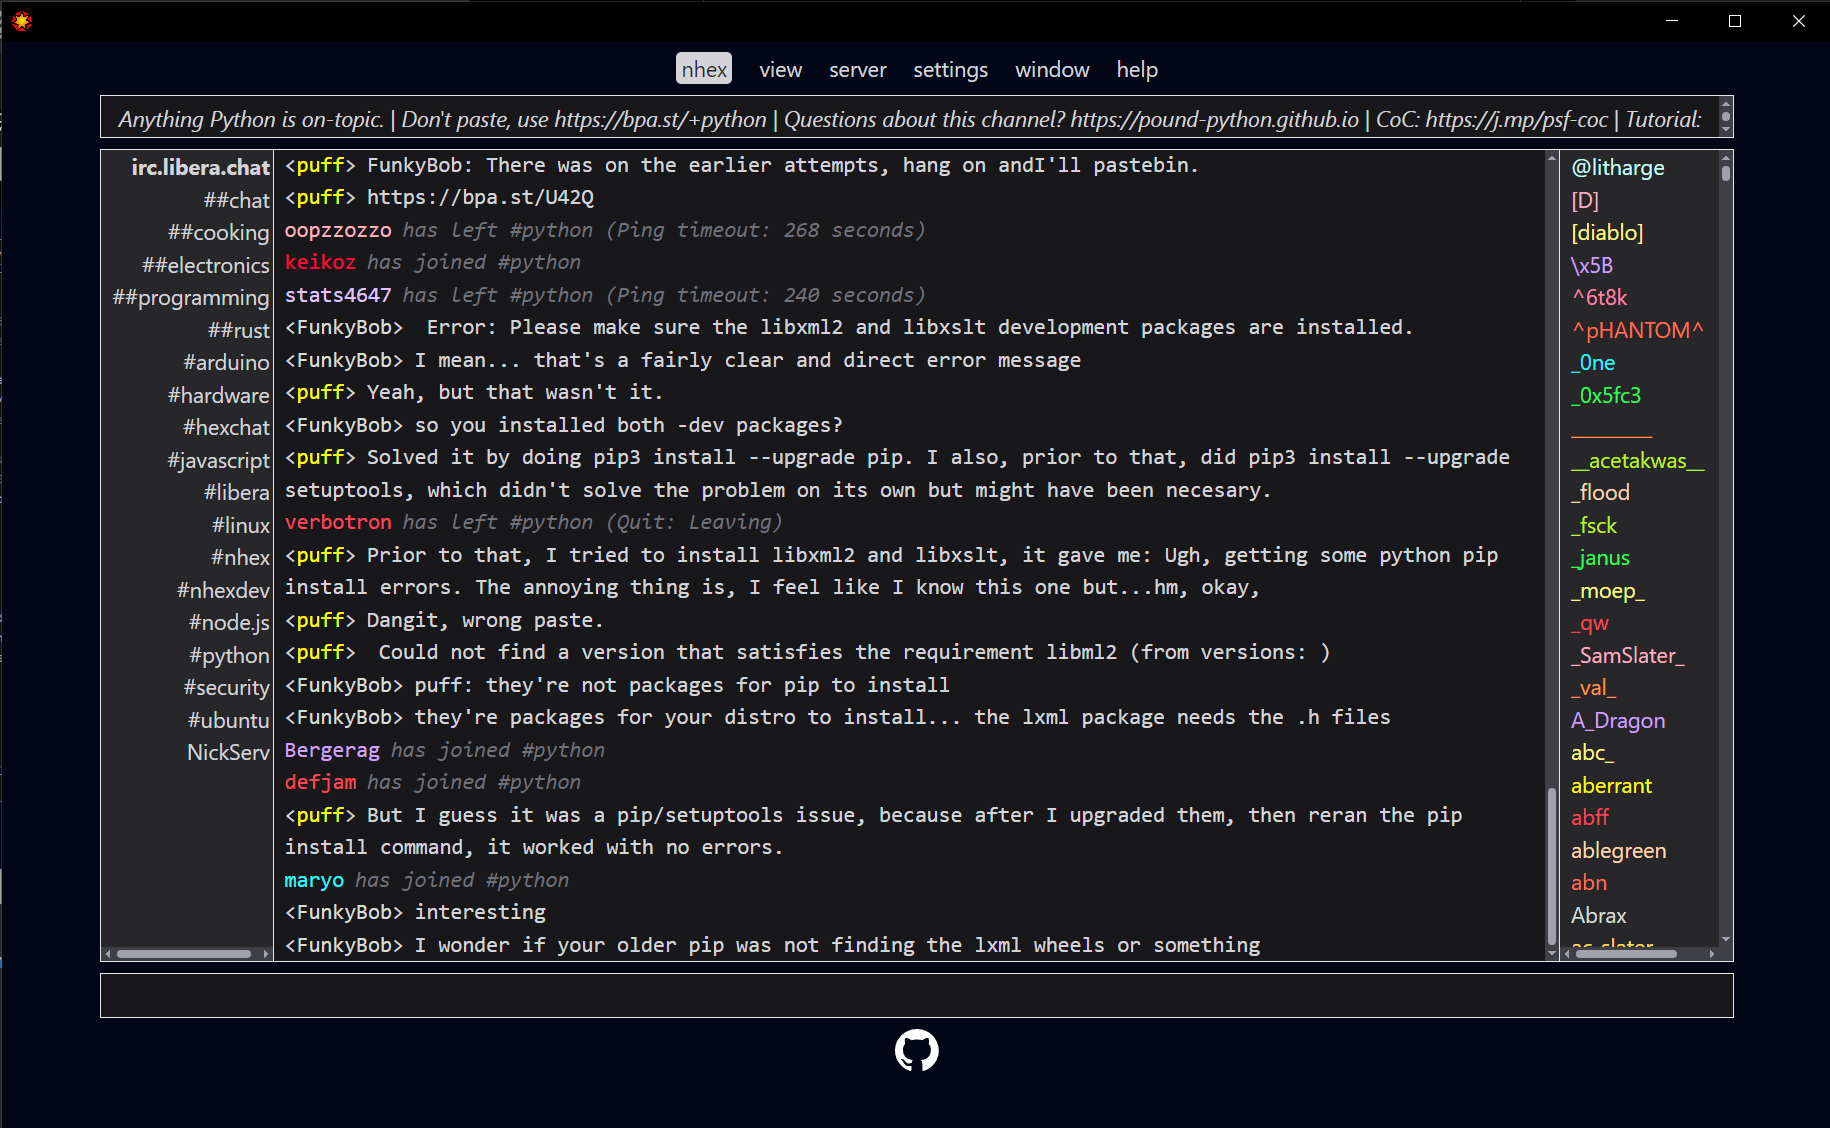 nhex view server settings window help
Anything Python is on-topic. | Don't paste, use https://bpa.st/+python | Questions about this channel? https://pound-python.github.io | CoC: https://j.mp/psf-coc | Tutorial:
irc.libera.chat
##chat
##cooking
##electronics
##programming
##rust
#arduino
#hardware
#hexchat
#javascript
#libera
#linux
#nhex
#nhexdev
#node.js
#python
#security
#ubuntu
NickServ
<puff> FunkyBob: There was on the earlier attempts, hang on andI'll pastebin.
<puff> https://bpa.st/U42Q
oopzzozzo has left #python (Ping timeout: 268 seconds)
keikoz has joined #python
stats4647 has left #python (Ping timeout: 240 seconds)
<FunkyBob>  Error: Please make sure the libxml2 and libxslt development packages are installed.
<FunkyBob> I mean... that's a fairly clear and direct error message
<puff> Yeah, but that wasn't it.
<FunkyBob> so you installed both -dev packages?
<puff> Solved it by doing pip3 install --upgrade pip. I also, prior to that, did pip3 install --upgrade
setuptools, which didn't solve the problem on its own but might have been necesary.
verbotron has left #python (Quit: Leaving)
<puff> Prior to that, I tried to install libxml2 and libxslt, it gave me: Ugh, getting some python pip
install errors. The annoying thing is, I feel like I know this one but...hm, okay,
<puff> Dangit, wrong paste.
<puff>  Could not find a version that satisfies the requirement libml2 (from versions: )
<FunkyBob> puff: they're not packages for pip to install
<FunkyBob> they're packages for your distro to install... the lxml package needs the .h files
Bergerag has joined #python
defjam has joined #python
<puff> But I guess it was a pip/setuptools issue, because after I upgraded them, then reran the pip
install command, it worked with no errors.
maryo has joined #python
<FunkyBob> interesting
<FunkyBob> I wonder if your older pip was not finding the lxml wheels or something
@litharge
[D]
[diablo]
\x5B
^6t8k
^pHANTOM^
_0ne
_0x5fc3
________
__acetakwas__
_flood
_fsck
_janus
_moep_
_qw
_SamSlater_
_val_
A_Dragon
abc_
aberrant
abff
ablegreen
abn
Abrax
ac_slater